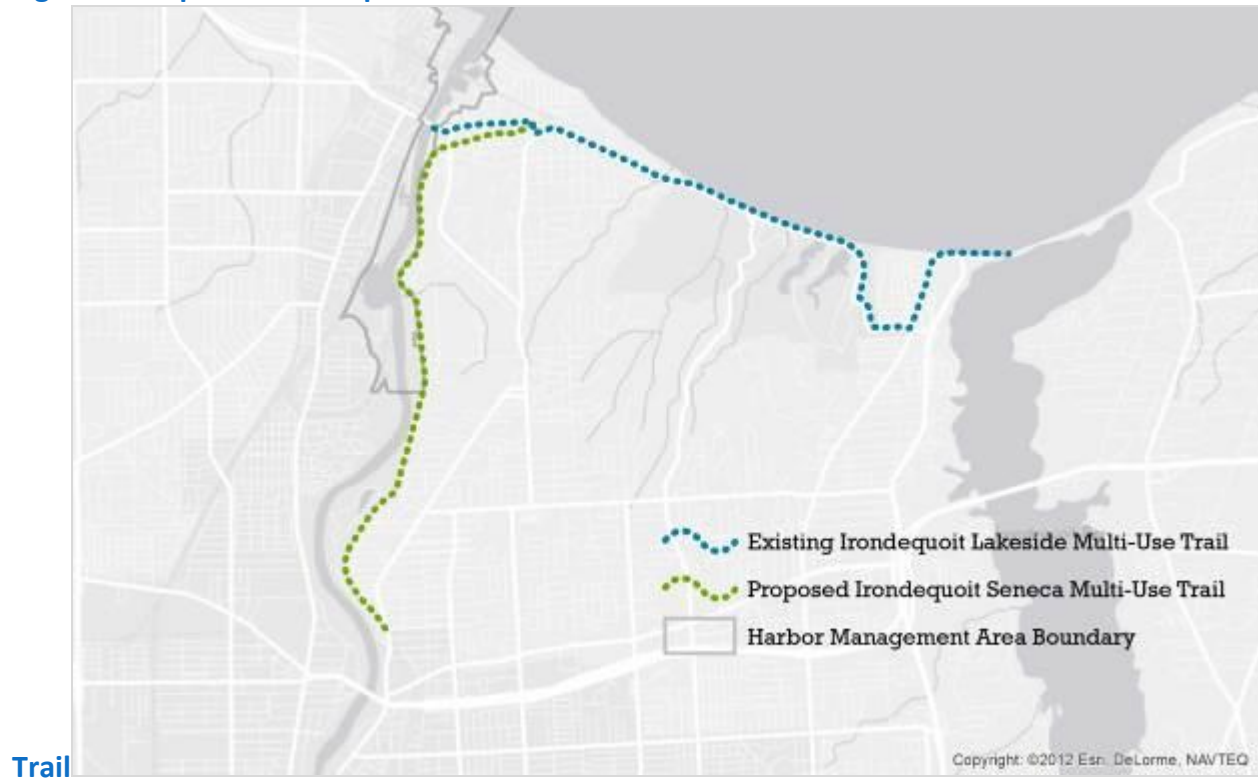 Existing Irondequoit Lakeside Multi-Use Trail
Proposed Irondequoit Seneca Multi-Use Trail
Harbor Management Area Boundary
Copyright: ©2012 Esri, DeLorme, NAVTEQ
Trail